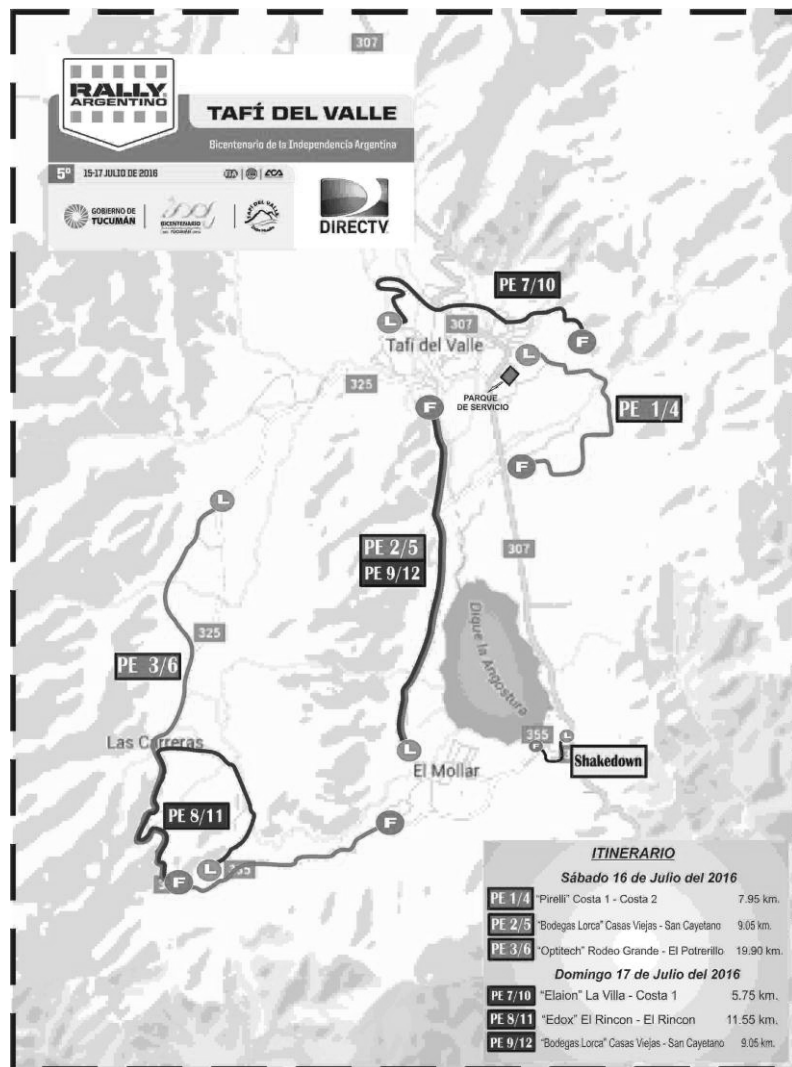 307
RALLY
ARGENTINO
TAFÍ DEL VALLE
Bicentenario de la Independencia Argentina
5º 15-17 JULIO DE 2016 FIA ACA
GOBIERNO DE
TUCUMÁN
BICENTENARIO
TAFÍ DEL VALLE
DIRECTV
PE 7/10
L
307
F
Tafí del Valle
L
325
PARQUE
DE SERVICIO
F
PE 1/4
F
L
PE 2/5
307
PE 9/12
325
PE 3/6
Dique la Angostura
Las Carreras
355
F
L
L
El Mollar
Shakedown
PE 8/11
F
L
F
ITINERARIO
Sábado 16 de Julio del 2016
PE 1/4 "Pirelli" Costa 1 - Costa 2 7.95 km.
PE 2/5 "Bodegas Lorca" Casas Viejas - San Cayetano 9.05 km.
PE 3/6 "Optitech" Rodeo Grande - El Potrerillo 19.90 km.
Domingo 17 de Julio del 2016
PE 7/10 "Elaion" La Villa - Costa 1 5.75 km.
PE 8/11 "Edox" El Rincon - El Rincon 11.55 km.
PE 9/12 "Bodegas Lorca" Casas Viejas - San Cayetano 9.05 km.